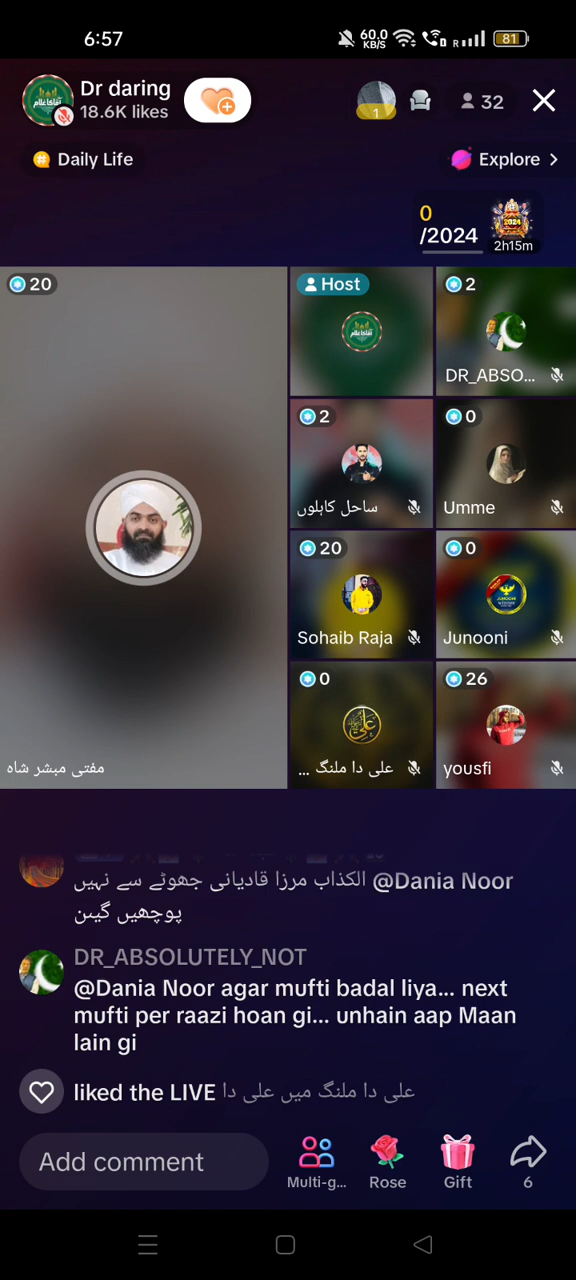 6:57
60.0
KB/S
R
81
Dr daring
18.6K likes
1
32
Daily Life
Explore
0
/2024
2024
2h15m
20
مفتی مبشر شاہ
Host
2
DR_ABSO...
2
ساحل کاہلوں
0
Umme
20
Sohaib Raja
0
Junooni
0
علی دا ملنگ ...
26
yousfi
@Dania Noor الکذاب مرزا قادیانی جھوٹے سے نہیں
پوچھیں گیںن
DR_ABSOLUTELY_NOT
@Dania Noor agar mufti badal liya... next
mufti per raazi hoan gi... unhain aap Maan
lain gi
علی دا ملنگ میں علی دا liked the LIVE
Add comment
Multi-g...
Rose
Gift
6